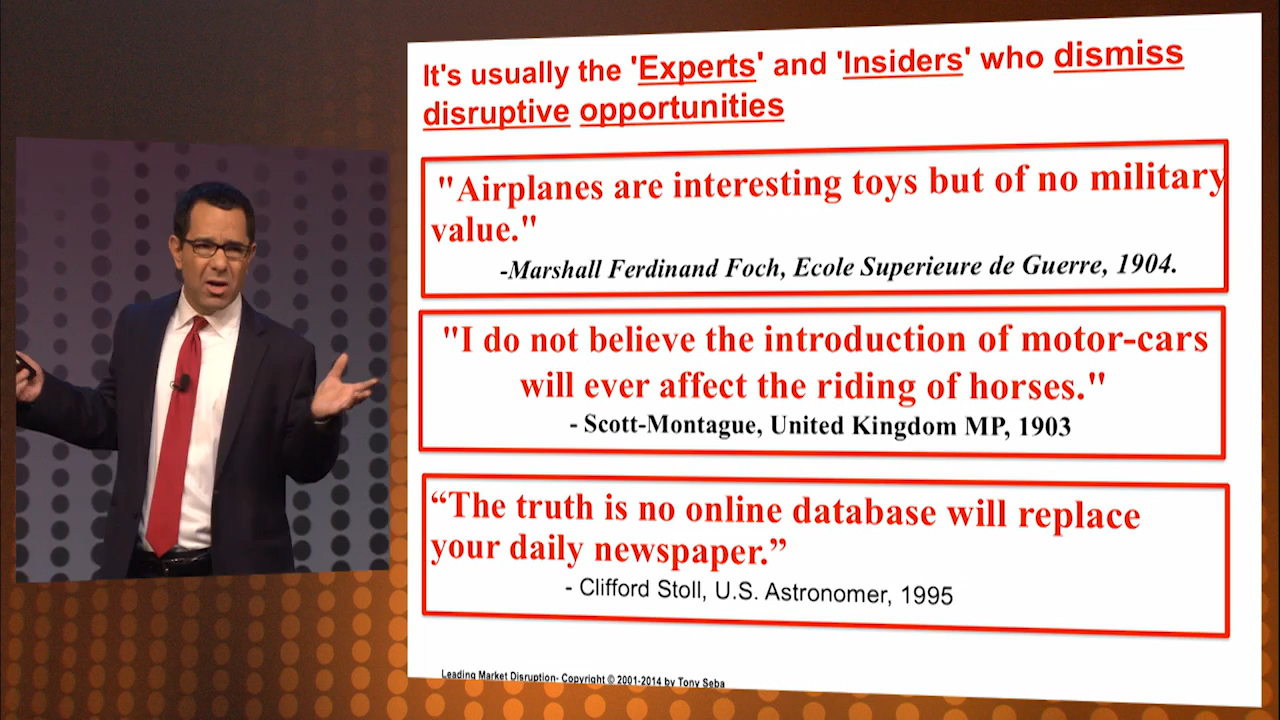 It's usually the 'Experts' and 'Insiders' who dismiss
disruptive opportunities
"Airplanes are interesting toys but of no military
value."
-Marshall Ferdinand Foch, Ecole Superieure de Guerre, 1904.
"I do not believe the introduction of motor-cars
will ever affect the riding of horses."
- Scott-Montague, United Kingdom MP, 1903
“The truth is no online database will replace
your daily newspaper.”
- Clifford Stoll, U.S. Astronomer, 1995
Leading Market Disruption- Copyright © 2001-2014 by Tony Seba